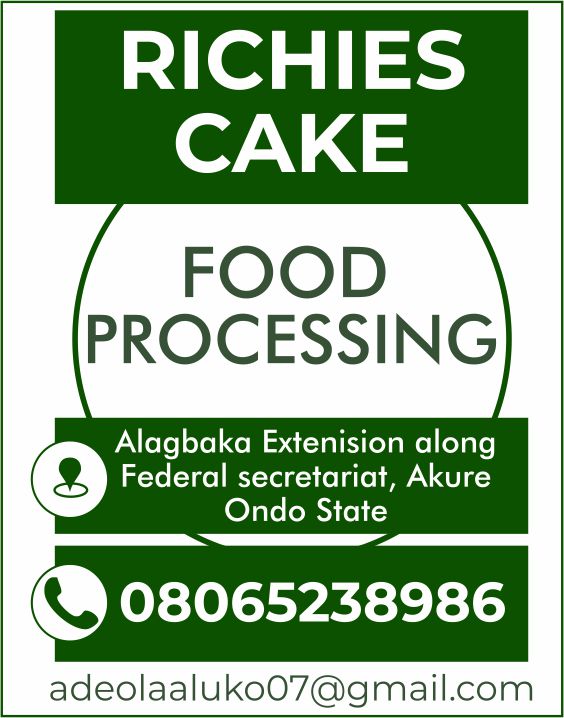 RICHIES
CAKE
FOOD
PROCESSING
Alagbaka Extenision along
Federal secretariat, Akure
Ondo State
08065238986
adeolaaluko07@gmail.com